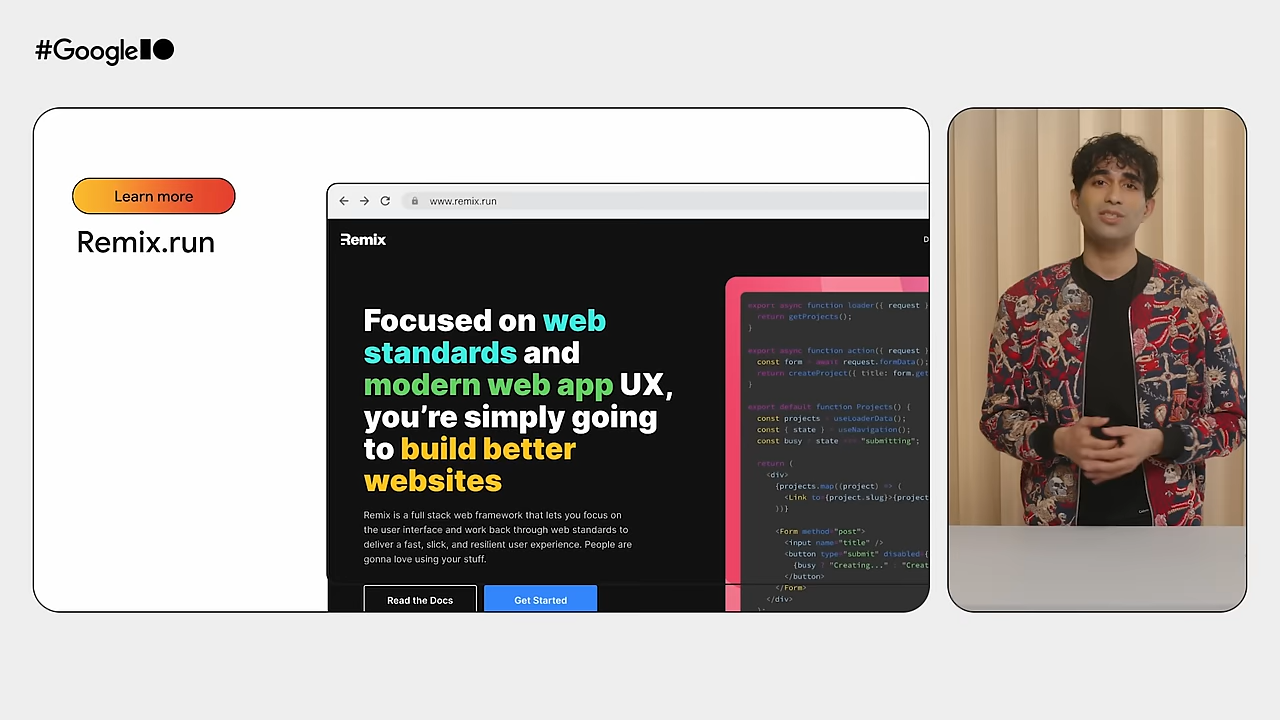 #GoogleIO
Learn more
Remix.run
www.remix.run
Remix
D
Focused on web
standards and
modern web app UX,
you're simply going
to build better
websites
Remix is a full stack web framework that lets you focus on
the user interface and work back through web standards to
deliver a fast, slick, and resilient user experience. People are
gonna love using your stuff.
Read the Docs
Get Started
export async function loader({ request }
return getProjects();
}
export async function action({ request }
const form = await request.formData();
return createProject({ title: form.get
}
export default function Projects() {
const projects = useLoaderData();
const { state } = useNavigation();
const busy = state === "submitting";
return (
<div>
{projects.map((project) => (
<Link to={project.slug}>{project
))}
<Form method="post">
<input name="title" />
<button type="submit" disabled={
{busy ? "Creating..." : "Creat
</button>
</Form>
</div>
);